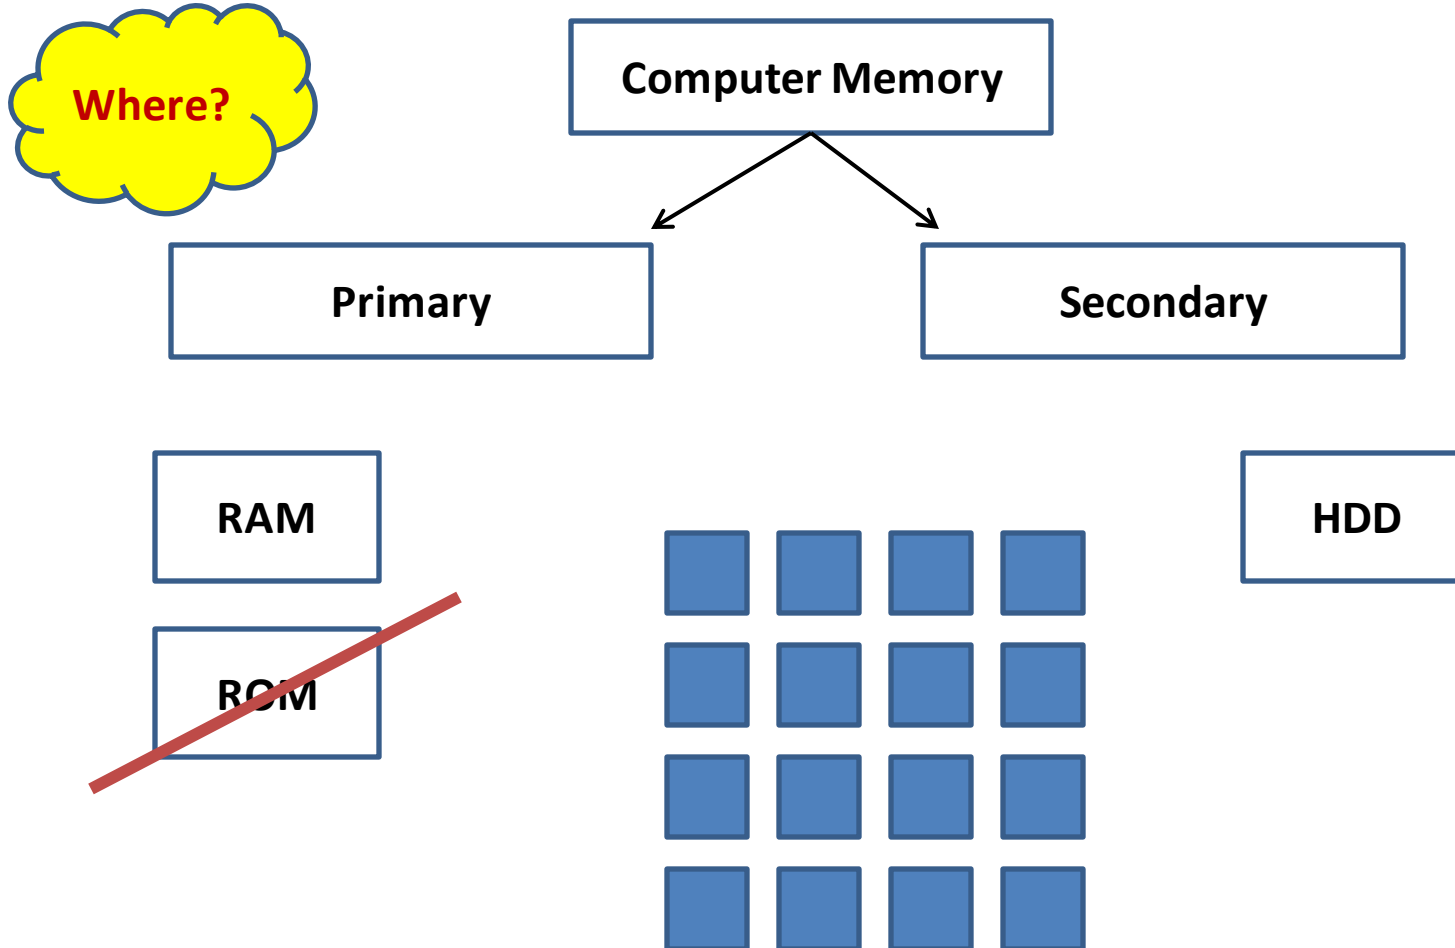 Where?
Computer Memory
Primary
Secondary
RAM
HDD
ROM